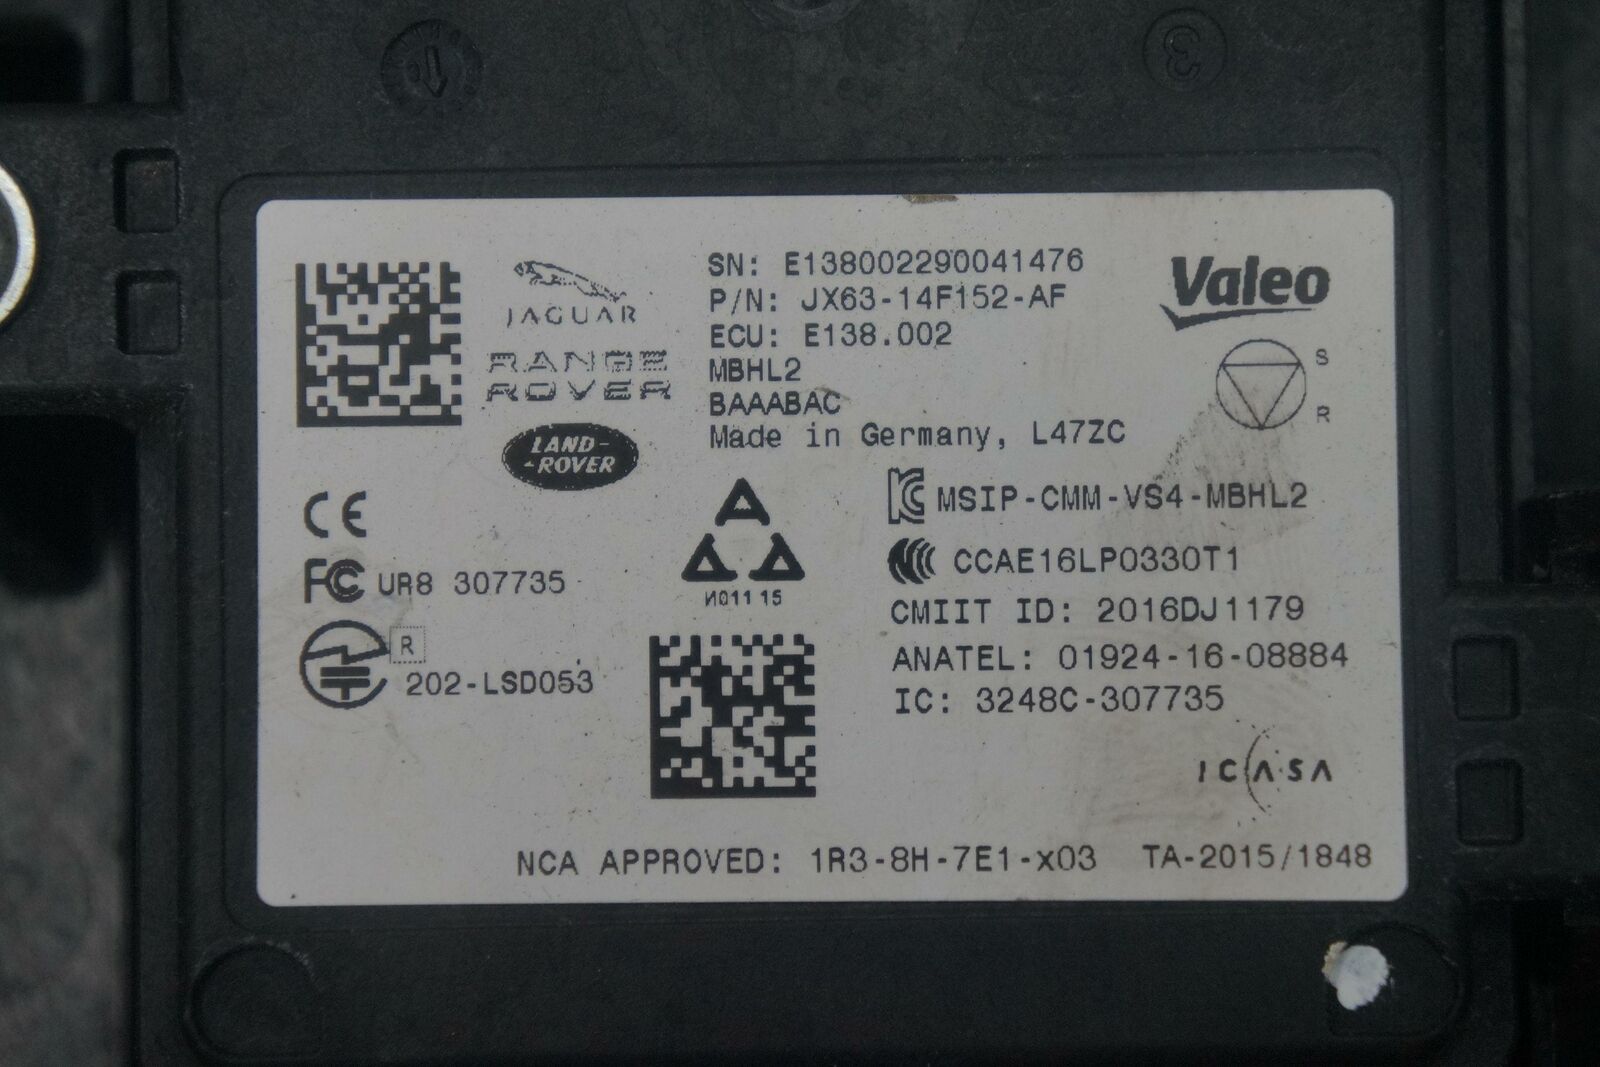 3
SN: E138002290041476
P/N: JX63-14F152-AF
ECU: E138.002
MBHL2
BAAABAC
Made in Germany, L47ZC
Valeo
S
R
JAGUAR
RANGE
ROVER
LAND-
-ROVER
CE
FC UR8 307735
R
202-LSD053
И011 15
MSIP-CMM-VS4-MBHL2
CCAE16LP0330T1
CMIIT ID: 2016DJ1179
ANATEL: 01924-16-08884
IC: 3248C-307735
ICASA
NCA APPROVED: 1R3-8H-7E1-x03 TA-2015/1848